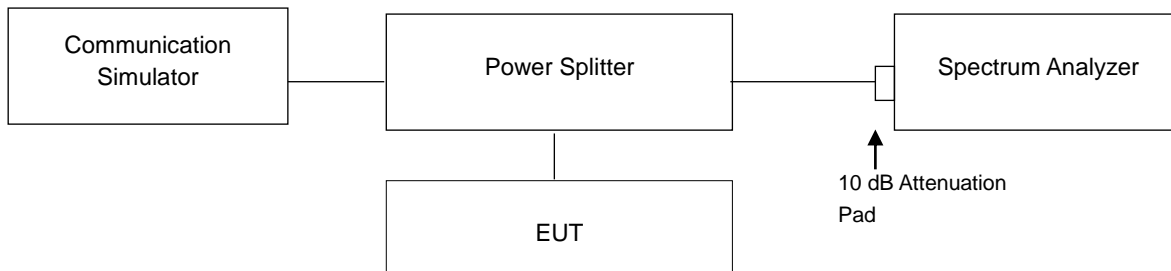 Communication
Simulator
Power Splitter
Spectrum Analyzer
10 dB Attenuation
Pad
EUT